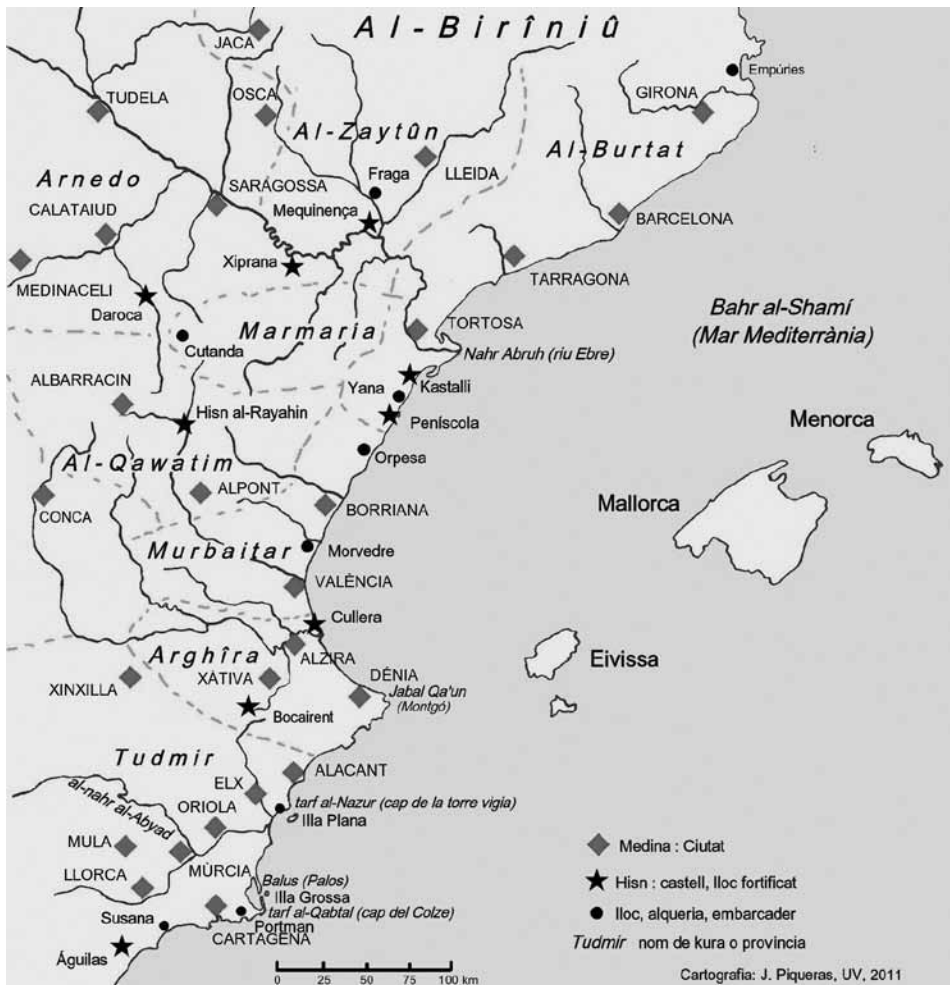 Al-Birîniû
JACA
Empúries
TUDELA
OSCA
GIRONA
Al-Zaytûn
Al-Burtat
Arnedo
Fraga
LLEIDA
SARAGOSSA
CALATAIUD
Mequinença
BARCELONA
Xiprana
TARRAGONA
MEDINACELI
Daroca
Bahr al-Shamí
(Mar Mediterrània)
Marmaria
TORTOSA
Cutanda
Nahr Abruh (riu Ebre)
ALBARRACIN
Yana
Kastalli
Hisn al-Rayahin
Peníscola
Menorca
Orpesa
Al-Qawatim
ALPONT
Mallorca
CONCA
BORRIANA
Murbaitar
Morvedre
VALÈNCIA
Cullera
Arghîra
ALZIRA
Eivissa
XINXILLA
XÀTIVA
DÉNIA
Jabal Qa'un
(Montgó)
Bocairent
Tudmir
ALACANT
ELX
al-nahr al-Abyad
ORIOLA
tarf al-Nazur (cap de la torre vigia)
Illa Plana
MULA
LLORCA
MÚRCIA
Balus (Palos)
Illa Grossa
tarf al-Qabtal (cap del Colze)
Susana
Portman
CARTAGENA
Águilas
Medina : Ciutat
Hisn : castell, lloc fortificat
lloc, alqueria, embarcader
Tudmir nom de kura o provincia
0 25 50 75 100 km
Cartografia: J. Piqueras, UV, 2011